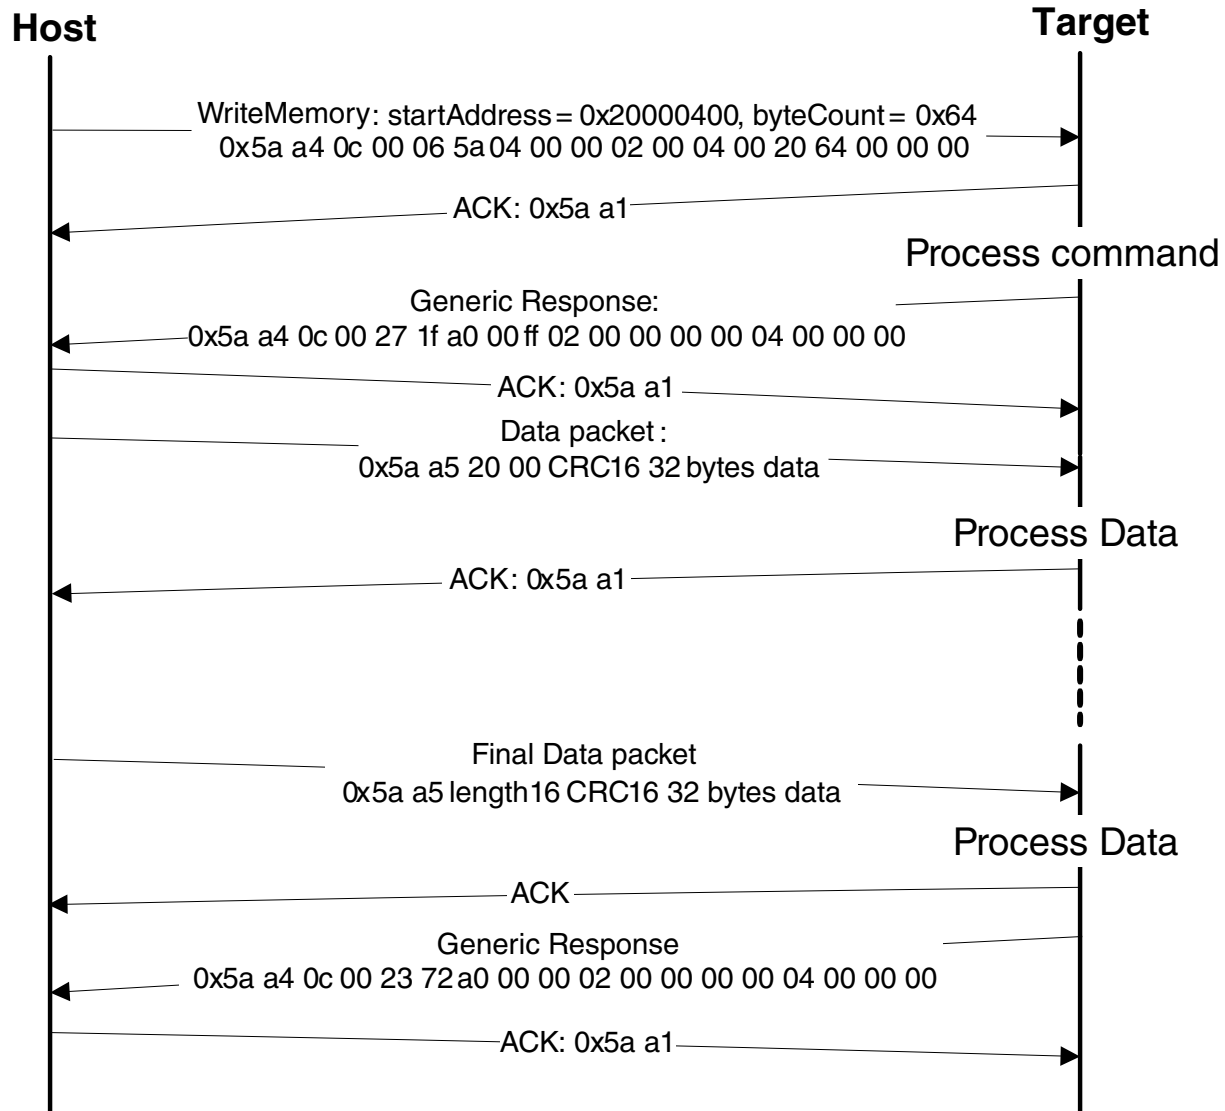 Host
Target
WriteMemory: startAddress = 0x20000400, byteCount = 0x64
0x5a a4 0c 00 06 5a 04 00 00 02 00 04 00 20 64 00 00 00
ACK: 0x5a a1
Process command
Generic Response:
0x5a a4 0c 00 27 1f a0 00 ff 02 00 00 00 00 04 00 00 00
ACK: 0x5a a1
Data packet :
0x5a a5 20 00 CRC16 32 bytes data
Process Data
ACK: 0x5a a1
Final Data packet
0x5a a5 length16 CRC16 32 bytes data
Process Data
ACK
Generic Response
0x5a a4 0c 00 23 72 a0 00 00 02 00 00 00 00 04 00 00 00
ACK: 0x5a a1